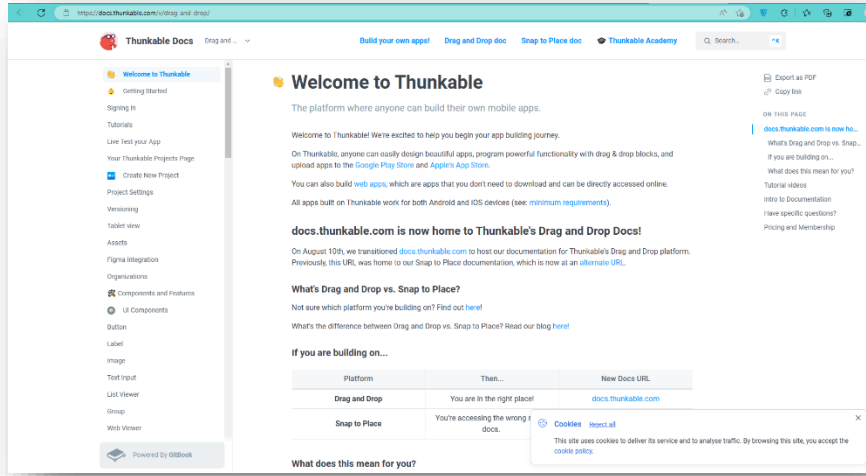 https://docs.thunkable.com/v/drag-and-drop/
Thunkable Docs
Drag and ...
Build your own apps!
Drag and Drop doc
Snap to Place doc
Thunkable Academy
Search...
^K
Welcome to Thunkable
Getting Started
Signing In
Tutorials
Live Test your App
Your Thunkable Projects Page
Create New Project
Project Settings
Versioning
Tablet view
Assets
Figma Integration
Organizations
Components and Features
UI Components
Button
Label
Image
Text Input
List Viewer
Group
Web Viewer
Powered By GitBook
Welcome to Thunkable
The platform where anyone can build their own mobile apps.
Welcome to Thunkable! We're excited to help you begin your app building journey.
On Thunkable, anyone can easily design beautiful apps, program powerful functionality with drag & drop blocks, and
upload apps to the Google Play Store and Apple's App Store.
You can also build web apps, which are apps that you don't need to download and can be directly accessed online.
All apps built on Thunkable work for both Android and iOS devices (see: minimum requirements).
docs.thunkable.com is now home to Thunkable's Drag and Drop Docs!
On August 10th, we transitioned docs.thunkable.com to host our documentation for Thunkable's Drag and Drop platform.
Previously, this URL was home to our Snap to Place documentation, which is now at an alternate URL.
What's Drag and Drop vs. Snap to Place?
Not sure which platform you're building on? Find out here!
What's the difference between Drag and Drop vs. Snap to Place? Read our blog here!
If you are building on...
Platform
Then...
New Docs URL
Drag and Drop
You are in the right place!
docs.thunkable.com
Snap to Place
You're accessing the wrong
docs.
What does this mean for you?
Export as PDF
Copy link
ON THIS PAGE
docs.thunkable.com is now ho...
What's Drag and Drop vs. Snap...
If you are building on...
What does this mean for you?
Tutorial videos
Intro to Documentation
Have specific questions?
Pricing and Membership
Cookies
Reject all
This site uses cookies to deliver its service and to analyse traffic. By browsing this site, you accept the
cookie policy.